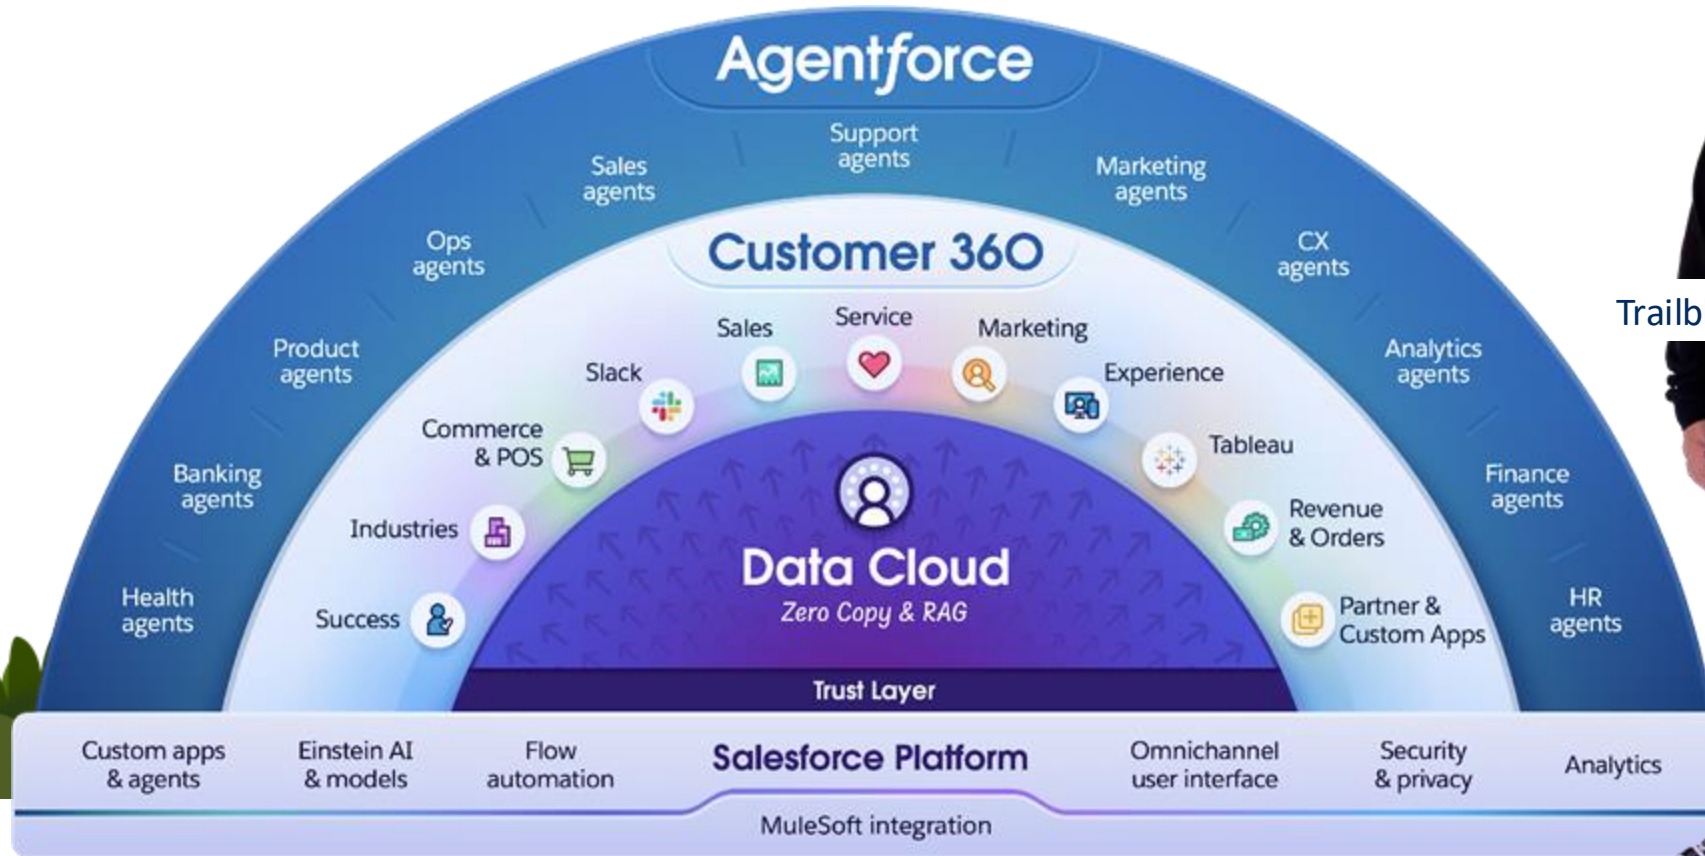 Agentforce
Support
agents
Sales
agents
Marketing
agents
Ops
agents
CX
agents
Product
agents
Analytics
agents
Banking
agents
Finance
agents
Health
agents
HR
agents
Customer 360
Service
Sales
Marketing
Slack
Experience
Commerce
& POS
Tableau
Industries
Revenue
& Orders
Success
Partner &
Custom Apps
Data Cloud
Zero Copy & RAG
Trust Layer
Trailb
Custom apps
& agents
Einstein AI
& models
Flow
automation
Salesforce Platform
Omnichannel
user interface
Security
& privacy
Analytics
MuleSoft integration